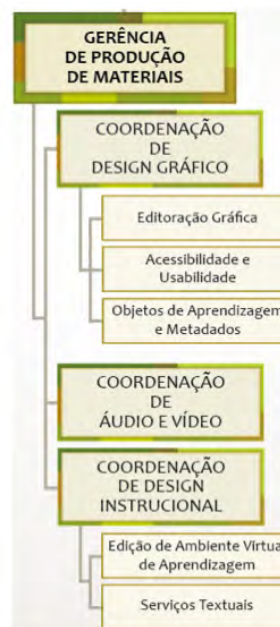 GERÊNCIA
DE PRODUÇÃO
DE MATERIAIS
COORDENAÇÃO
DE
DESIGN GRÁFICO
Editoração Gráfica
Acessibilidade e
Usabilidade
Objetos de Aprendizagem
e Metadados
COORDENAÇÃO
DE
ÁUDIO E VÍDEO
COORDENAÇÃO
DE DESIGN
INSTRUCIONAL
Edição de Ambiente Virtua
de Aprendizagem
Serviços Textuais